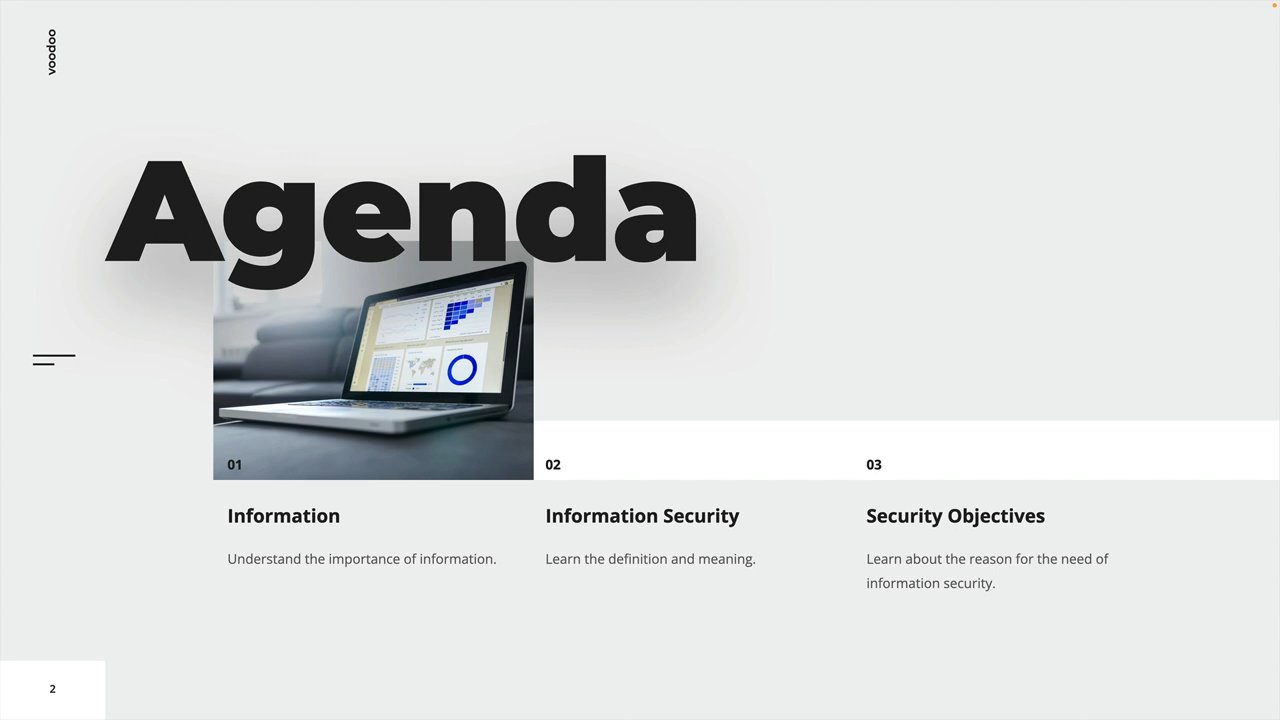 voodoo
Agenda
01
02
03
Information
Information Security
Security Objectives
Understand the importance of information.
Learn the definition and meaning.
Learn about the reason for the need of
information security.
2